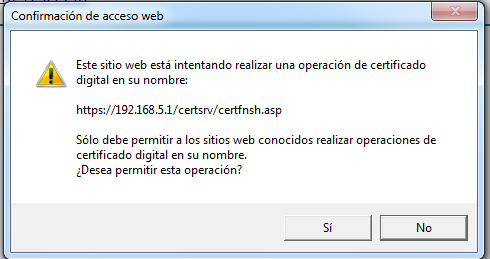 Confirmación de acceso web
Este sitio web está intentando realizar una operación de certificado
digital en su nombre:
https://192.168.5.1/certsrv/certfnsh.asp
Sólo debe permitir a los sitios web conocidos realizar operaciones de
certificado digital en su nombre.
¿Desea permitir esta operación?
Sí
No